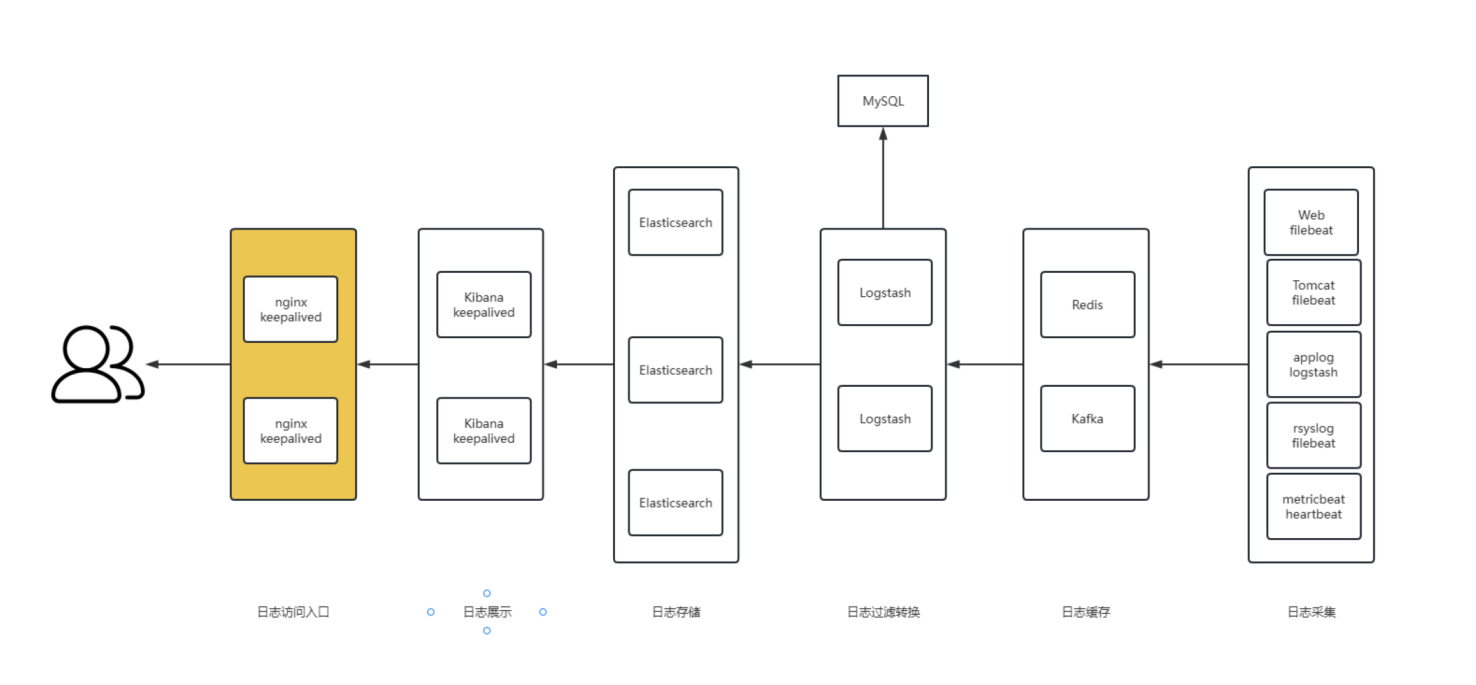 MySQL
nginx
keepalived
nginx
keepalived
Kibana
keepalived
Kibana
keepalived
Elasticsearch
Elasticsearch
Elasticsearch
Logstash
Logstash
Redis
Kafka
Web
filebeat
Tomcat
filebeat
applog
logstash
rsyslog
filebeat
metricbeat
heartbeat
日志访问入口
日志展示
日志存储
日志过滤转换
日志缓存
日志采集